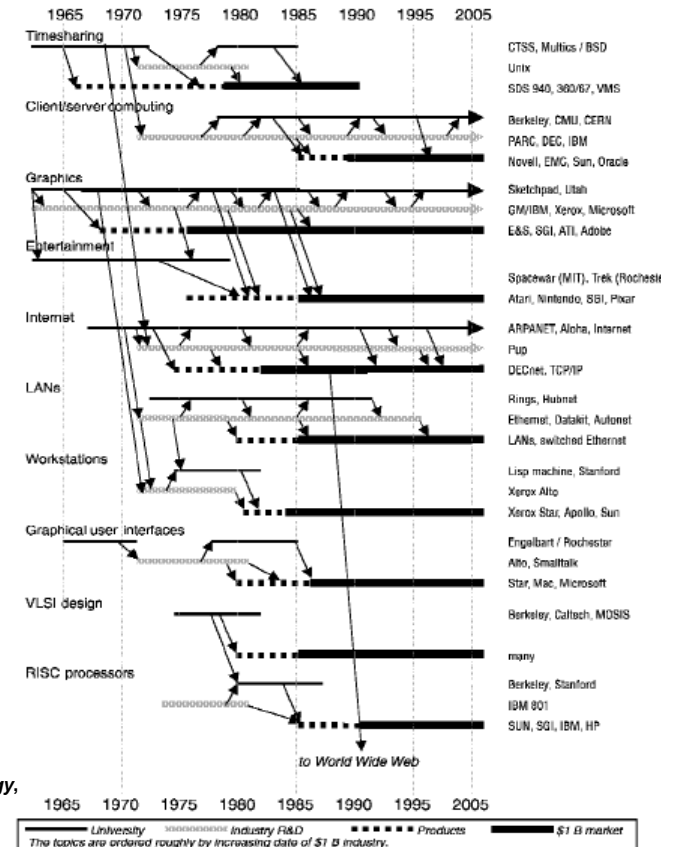 1965 1970 1975 1980 1985 1990 1995 2005
Timesharing
CTSS, Multics / BSD
Unix
SDS 940, 360/67, VMS
Client/server computing
Berkeley, CMU, CERN
PARC, DEC, IBM
Novell, EMC, Sun, Oracle
Graphics
Sketchpad, Utah
GM/IBM, Xerox, Microsoft
E&S, SGI, ATI, Adobe
Entertainment
Spacewar (MIT), Trek (Rocheste
Atari, Nintendo, SGI, Pixar
Internet
ARPANET, Aloha, Internet
Pup
DECnet, TCP/IP
LANs
Rings, Hubnet
Ethernet, Datakit, Autonet
LANs, switched Ethernet
Workstations
Lisp machine, Stanford
Xerox Alto
Xerox Star, Apollo, Sun
Graphical user interfaces
Engelbart / Rochester
Alto, Smalltalk
Star, Mac, Microsoft
VLSI design
Berkeley, Caltech, MOSIS
many
RISC processors
Berkeley, Stanford
IBM 801
SUN, SGI, IBM, HP
to World Wide Web
gy,
1965 1970 1975 1980 1985 1990 1995 2005
University Industry R&D Products $1 B market
The topics are ordered roughly by increasing date of $1 B industry.